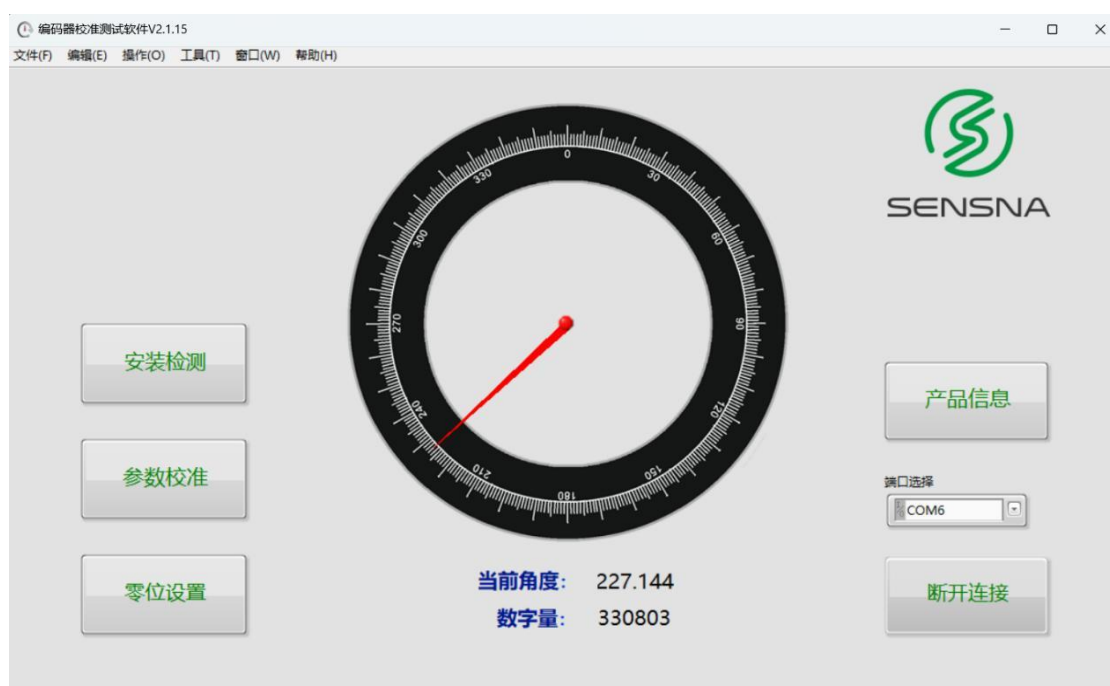 编码器校准测试软件V2.1.15
文件(F) 编辑(E) 操作(O) 工具(T) 窗口(W) 帮助(H)
0
30
60
90
120
150
180
210
240
270
300
330
SENSNA
安装检测
参数校准
零位设置
当前角度: 227.144
数字量: 330803
产品信息
端口选择
COM6
断开连接